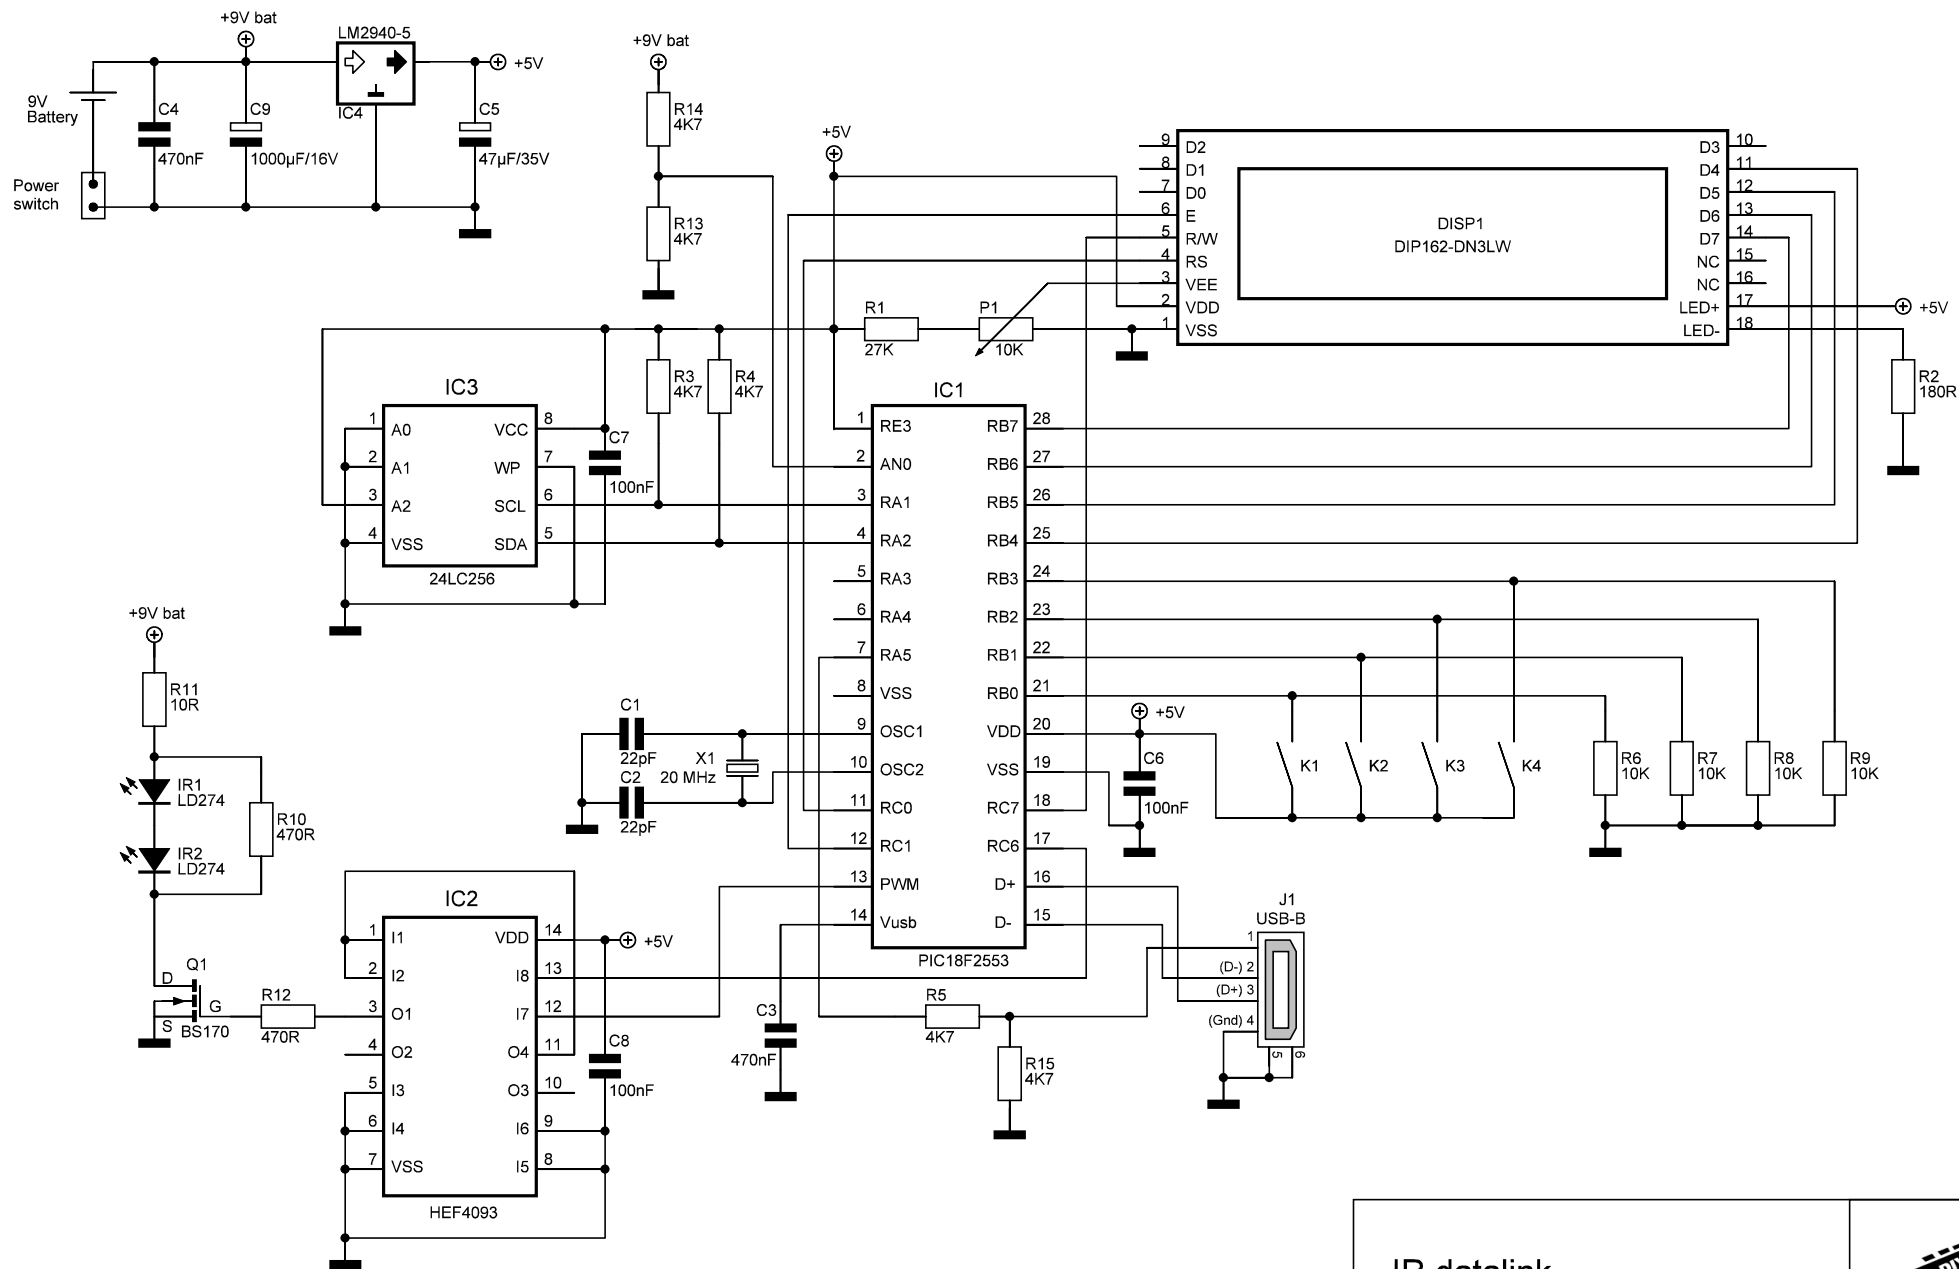 +9V bat
LM2940-5
+5V
9V
Battery
C4
470nF
C9
1000µF/16V
IC4
C5
47µF/35V
Power
switch
+9V bat
R14
4K7
R13
4K7
+5V
R1
27K
P1
10K
9 D2
8 D1
7 D0
6 E
5 R/W
4 RS
3 VEE
2 VDD
1 VSS
DISP1
DIP162-DN3LW
D3 10
D4 11
D5 12
D6 13
D7 14
NC 15
NC 16
LED+ 17
LED- 18
+5V
R2
180R
IC3
1 A0
2 A1
3 A2
4 VSS
VCC 8
WP 7
SCL 6
SDA 5
24LC256
C7
100nF
R3
4K7
R4
4K7
IC1
1 RE3
2 AN0
3 RA1
4 RA2
5 RA3
6 RA4
7 RA5
8 VSS
9 OSC1
10 OSC2
11 RC0
12 RC1
13 PWM
14 Vusb
RB7 28
RB6 27
RB5 26
RB4 25
RB3 24
RB2 23
RB1 22
RB0 21
VDD 20
VSS 19
RC7 18
RC6 17
D+ 16
D- 15
PIC18F2553
+5V
C6
100nF
K1
K2
K3
K4
R6
10K
R7
10K
R8
10K
R9
10K
C1
22pF
C2
22pF
X1
20 MHz
+9V bat
R11
10R
IR1
LD274
IR2
LD274
R10
470R
Q1
D
G
S
BS170
R12
470R
IC2
1 I1
2 I2
3 O1
4 O2
5 I3
6 I4
7 VSS
VDD 14
I8 13
I7 12
O4 11
O3 10
I6 9
I5 8
HEF4093
+5V
C8
100nF
C3
470nF
R5
4K7
R15
4K7
J1
USB-B
1
(D-) 2
(D+) 3
(Gnd) 4
5
6
IR datalink